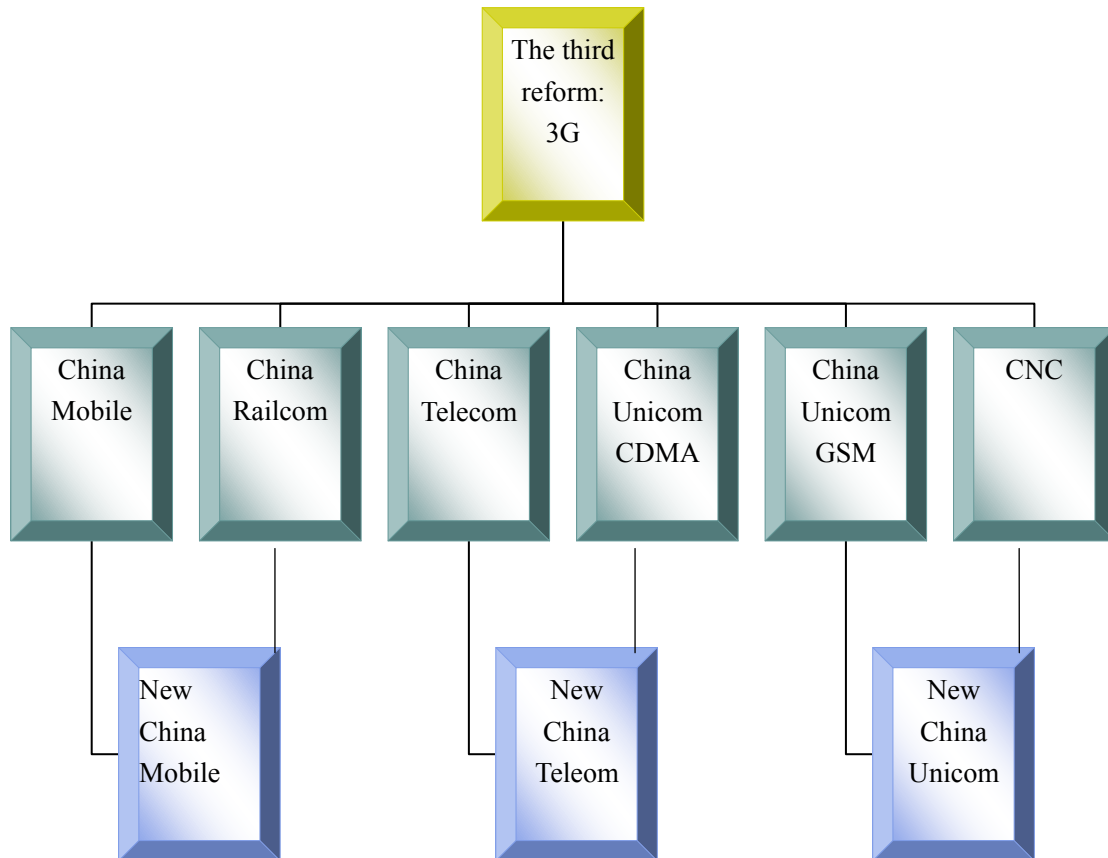 The third
reform:
3G
China
Mobile
China
Railcom
China
Telecom
China
Unicom
CDMA
China
Unicom
GSM
CNC
New
China
Mobile
New
China
Teleom
New
China
Unicom